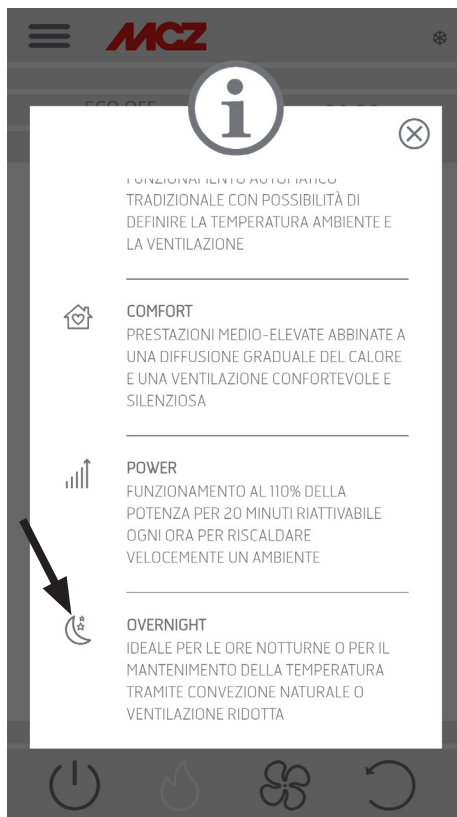 MCZ
FUNZIONAMENTO AUTOMATICO
TRADIZIONALE CON POSSIBILITÀ DI
DEFINIRE LA TEMPERATURA AMBIENTE E
LA VENTILAZIONE
COMFORT
PRESTAZIONI MEDIO-ELEVATE ABBINATE A
UNA DIFFUSIONE GRADUALE DEL CALORE
E UNA VENTILAZIONE CONFORTEVOLE E
SILENZIOSA
POWER
FUNZIONAMENTO AL 110% DELLA
POTENZA PER 20 MINUTI RIATTIVABILE
OGNI ORA PER RISCALDARE
VELOCEMENTE UN AMBIENTE
OVERNIGHT
IDEALE PER LE ORE NOTTURNE O PER IL
MANTENIMENTO DELLA TEMPERATURA
TRAMITE CONVEZIONE NATURALE O
VENTILAZIONE RIDOTTA